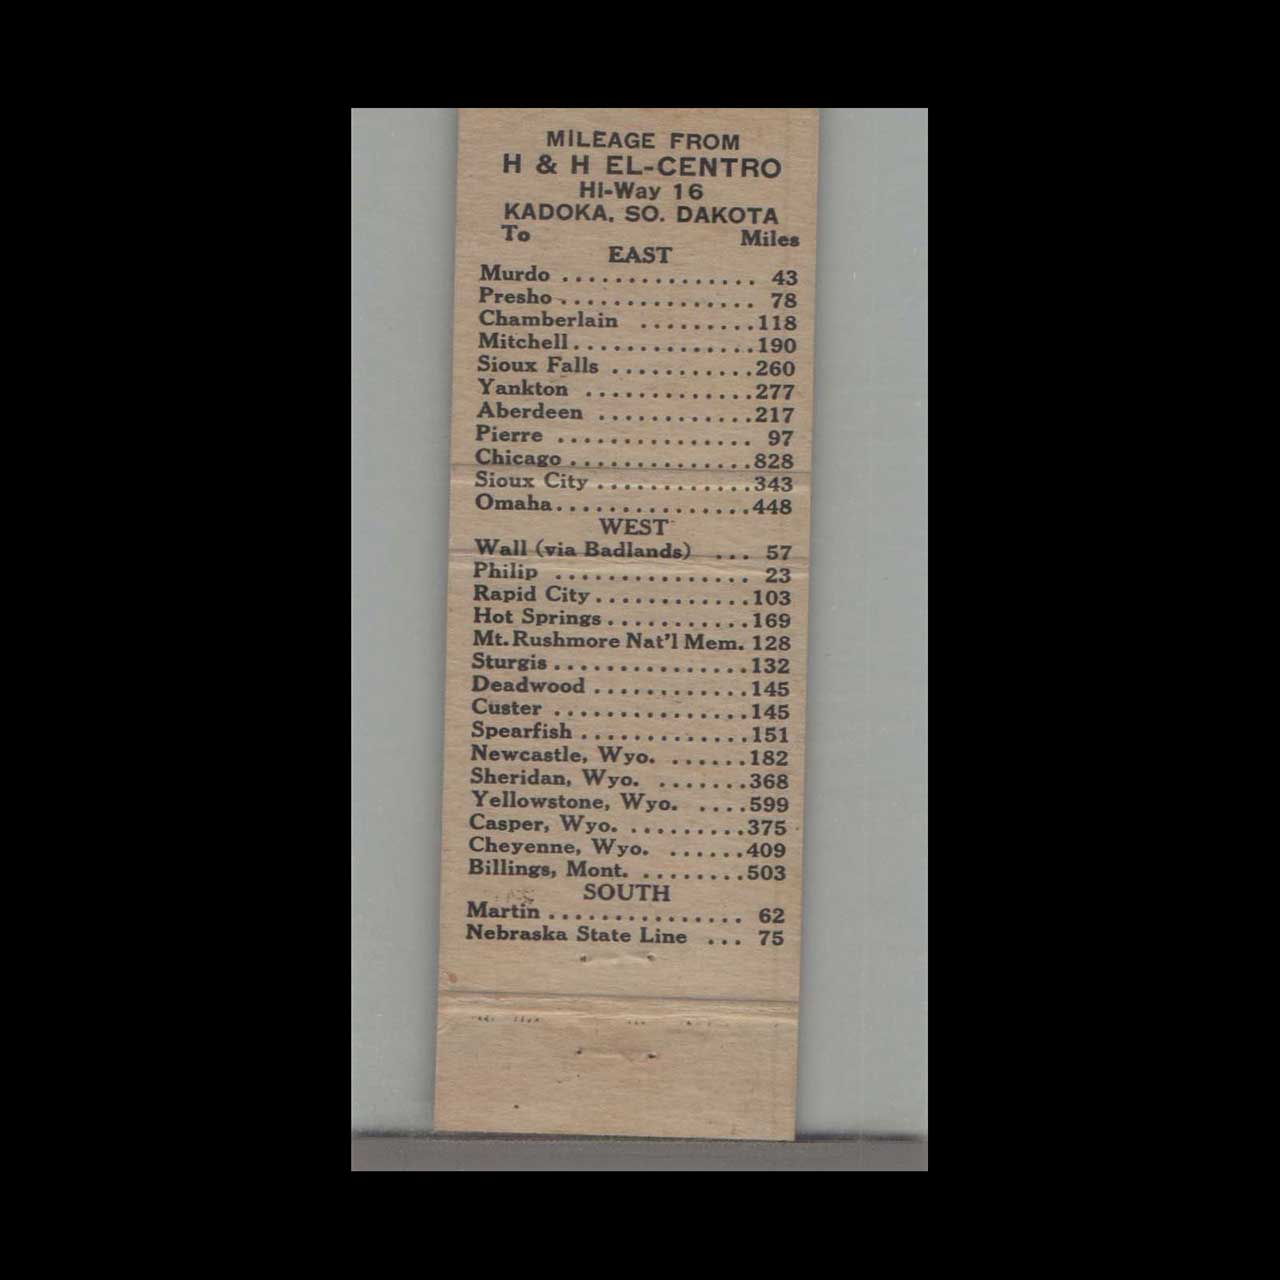 MILEAGE FROM
H & H EL-CENTRO
Hi-Way 16
KADOKA, SO. DAKOTA
To Miles
EAST
Murdo ............... 43
Presho ............... 78
Chamberlain .........118
Mitchell..............190
Sioux Falls ...........260
Yankton .............277
Aberdeen ............217
Pierre ............... 97
Chicago ..............828
Sioux City ............343
Omaha...............448
WEST
Wall (via Badlands) ... 57
Philip ............... 23
Rapid City............103
Hot Springs...........169
Mt. Rushmore Nat'l Mem. 128
Sturgis ...............132
Deadwood ............145
Custer ...............145
Spearfish .............151
Newcastle, Wyo. ......182
Sheridan, Wyo. .......368
Yellowstone, Wyo. ....599
Casper, Wyo. .........375
Cheyenne, Wyo. ......409
Billings, Mont. ........503
SOUTH
Martin ............... 62
Nebraska State Line ... 75